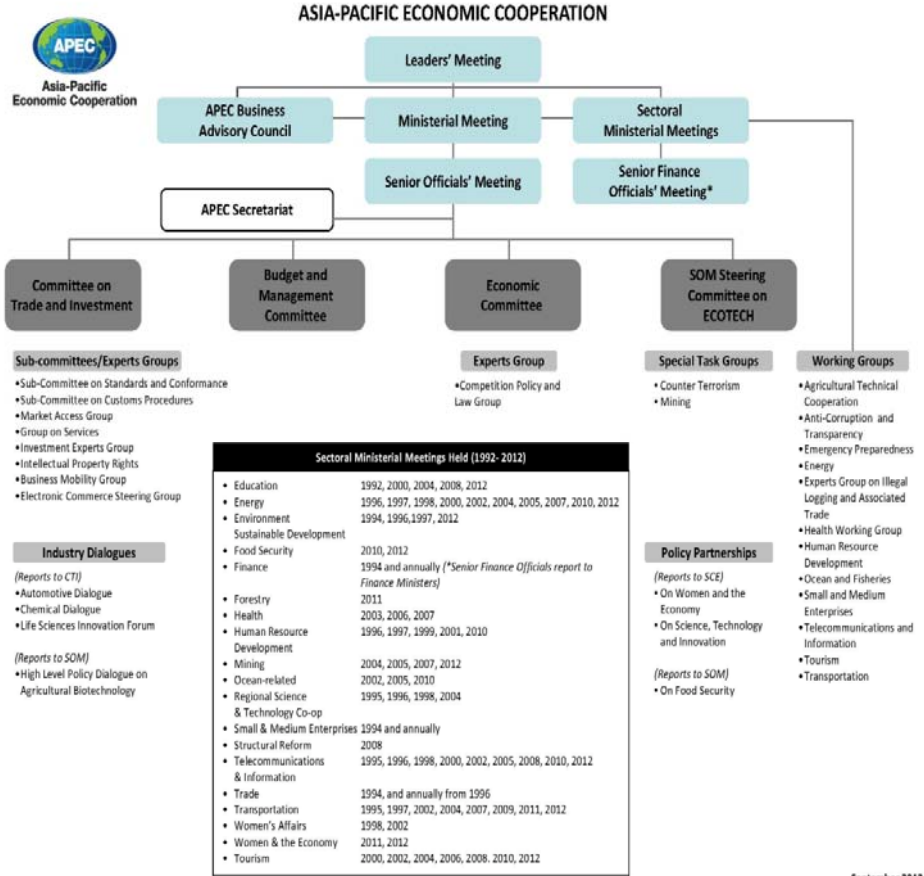 ASIA-PACIFIC ECONOMIC COOPERATION
APEC
Asia-Pacific
Economic Cooperation
Leaders' Meeting
APEC Business
Advisory Council
Ministerial Meeting
Sectoral
Ministerial Meetings
Senior Officials' Meeting
Senior Finance
Officials' Meeting*
APEC Secretariat
Committee on
Trade and Investment
Budget and
Management
Committee
Economic
Committee
SOM Steering
Committee on
ECOTECH
Sub-committees/Experts Groups
•Sub-Committee on Standards and Conformance
•Sub-Committee on Customs Procedures
•Market Access Group
•Group on Services
•Investment Experts Group
•Intellectual Property Rights
•Business Mobility Group
•Electronic Commerce Steering Group
Experts Group
•Competition Policy and
Law Group
Special Task Groups
• Counter Terrorism
• Mining
Working Groups
•Agricultural Technical
Cooperation
•Anti-Corruption and
Transparency
•Emergency Preparedness
•Energy
•Experts Group on Illegal
Logging and Associated
Trade
•Health Working Group
•Human Resource
Development
•Ocean and Fisheries
•Small and Medium
Enterprises
•Telecommunications and
Information
•Tourism
•Transportation
Industry Dialogues
(Reports to CTI)
•Automotive Dialogue
•Chemical Dialogue
•Life Sciences Innovation Forum
(Reports to SOM)
•High Level Policy Dialogue on
Agricultural Biotechnology
Sectoral Ministerial Meetings Held (1992- 2012)
• Education 1992, 2000, 2004, 2008, 2012
• Energy 1996, 1997, 1998, 2000, 2002, 2004, 2005, 2007, 2010, 2012
• Environment 1994, 1996,1997, 2012
Sustainable Development
• Food Security 2010, 2012
• Finance 1994 and annually (*Senior Finance Officials report to
Finance Ministers)
• Forestry 2011
• Health 2003, 2006, 2007
• Human Resource 1996, 1997, 1999, 2001, 2010
Development
• Mining 2004, 2005, 2007, 2012
• Ocean-related 2002, 2005, 2010
• Regional Science 1995, 1996, 1998, 2004
& Technology Co-op
• Small & Medium Enterprises 1994 and annually
• Structural Reform 2008
• Telecommunications 1995, 1996, 1998, 2000, 2002, 2005, 2008, 2010, 2012
& Information
• Trade 1994, and annually from 1996
• Transportation 1995, 1997, 2002, 2004, 2007, 2009, 2011, 2012
• Women's Affairs 1998, 2002
• Women & the Economy 2011, 2012
• Tourism 2000, 2002, 2004, 2006, 2008. 2010, 2012
Policy Partnerships
(Reports to SCE)
•On Women and the
Economy
•On Science, Technology
and Innovation
(Reports to SOM)
•On Food Security